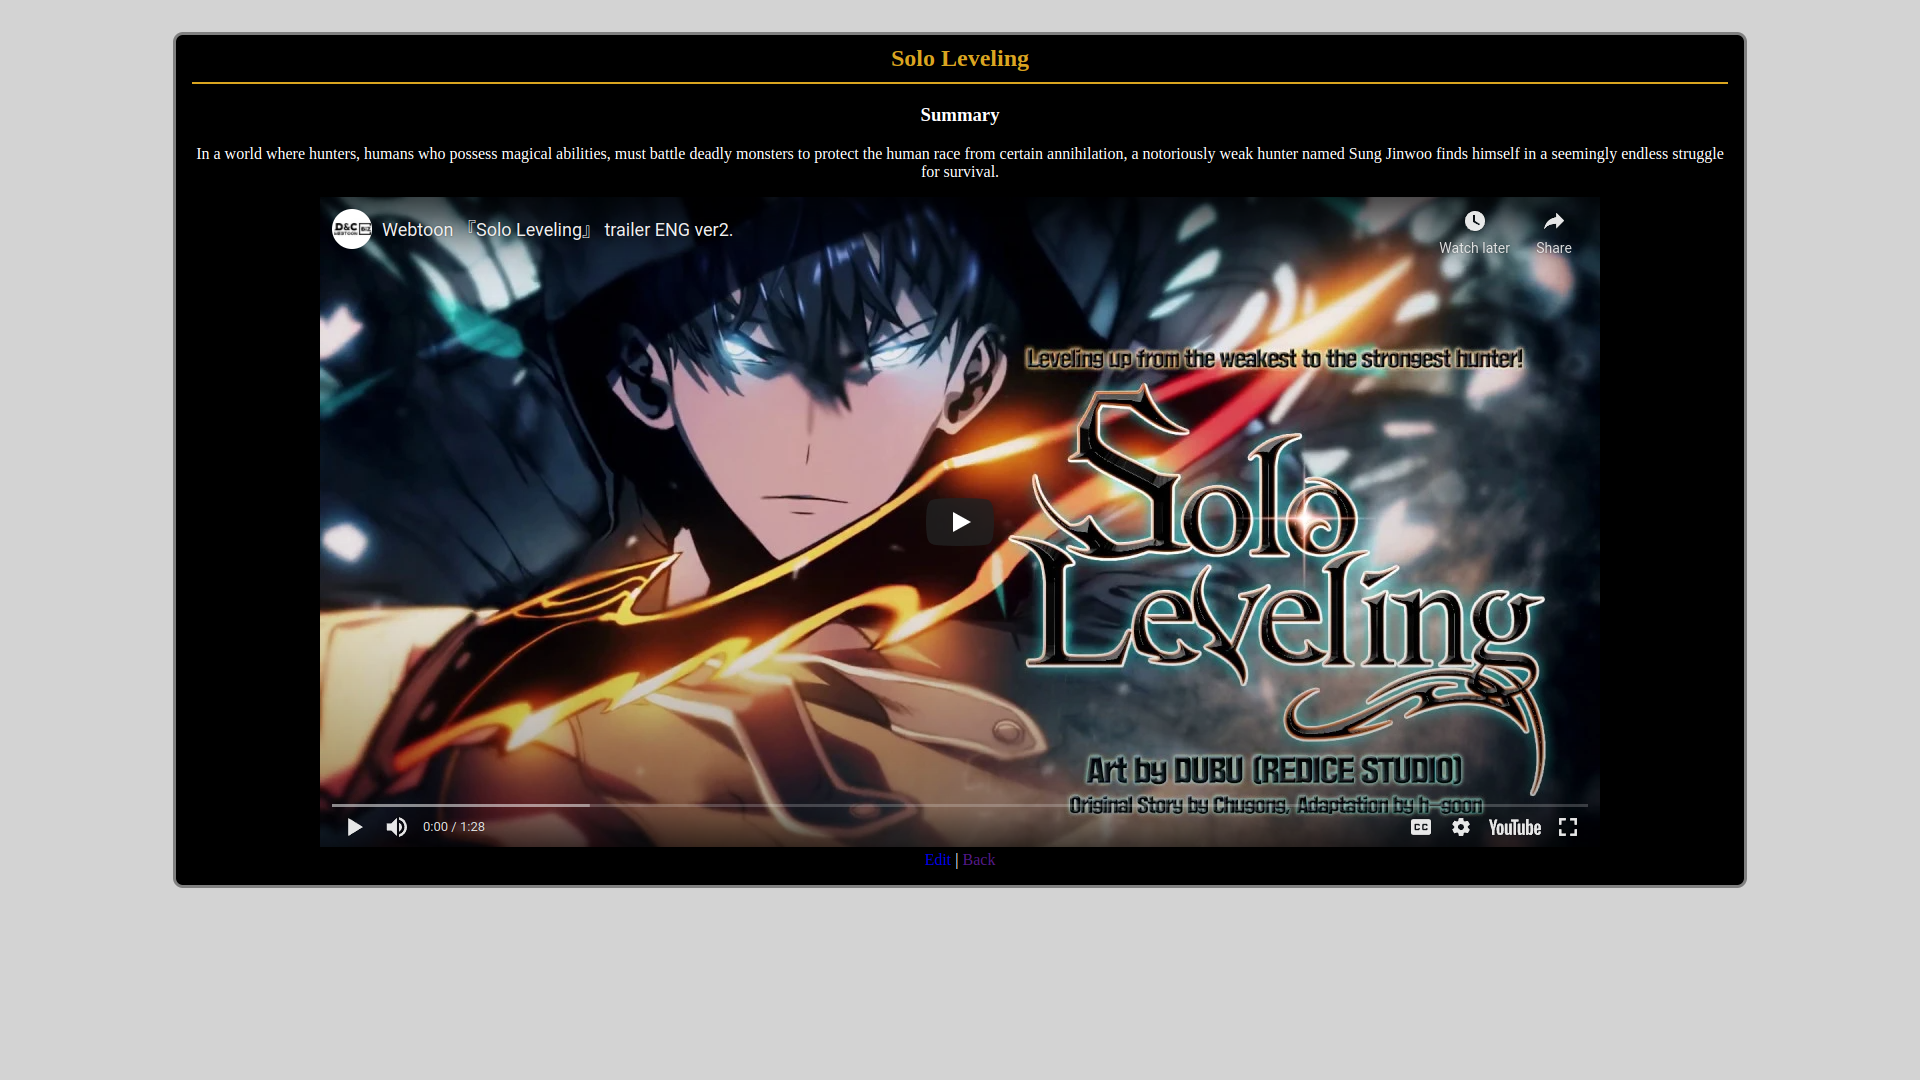 Solo Leveling
Summary
In a world where hunters, humans who possess magical abilities, must battle deadly monsters to protect the human race from certain annihilation, a notoriously weak hunter named Sung Jinwoo finds himself in a seemingly endless struggle
for survival.
D&C
WEBTOON BIZ
Webtoon 『Solo Leveling』 trailer ENG ver2.
Watch later
Share
Leveling up from the weakest to the strongest hunter!
Solo
Leveling
Art by DUBU (REDICE STUDIO)
Original Story by Chugong, Adaptation by h-goon
0:00 / 1:28
CC
YouTube
Edit | Back